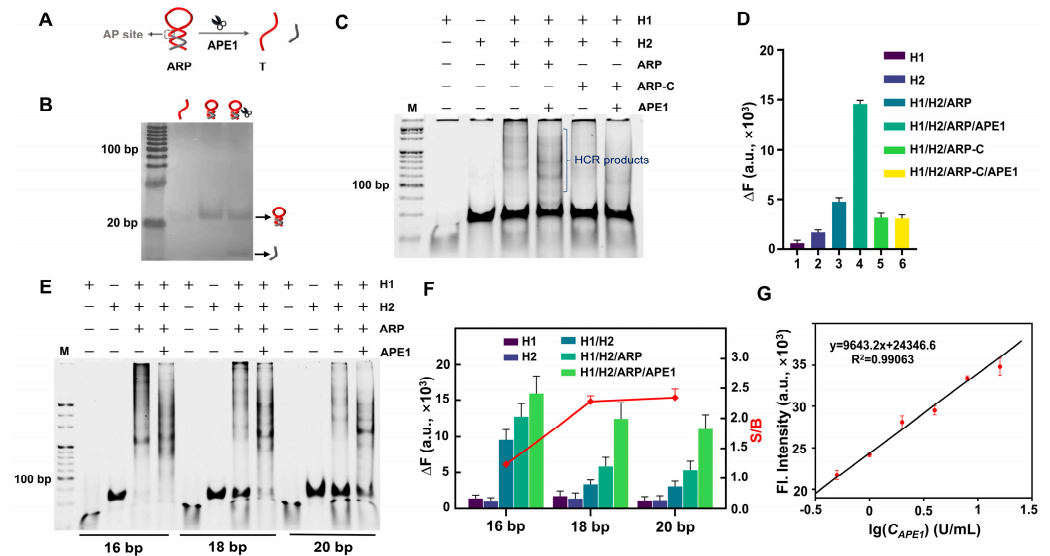 A
AP site
APE1
ARP
T
B
100 bp
20 bp
C
H1 + − + + + +
H2 − + + + + +
ARP − − + + − −
ARP-C − − − − + +
M APE1 − − − + − +
HCR products
100 bp
D
ΔF (a.u., ×10³)
20
15
10
5
0
1 2 3 4 5 6
H1
H2
H1/H2/ARP
H1/H2/ARP/APE1
H1/H2/ARP-C
H1/H2/ARP-C/APE1
E
+ − + + + − + + + − + + H1
− + + + − + + + − + + + H2
− − + + − − + + − − + + ARP
M − − − + − − − + − − − + APE1
100 bp
16 bp 18 bp 20 bp
F
H1
H2
H1/H2
H1/H2/ARP
H1/H2/ARP/APE1
ΔF (a.u., ×10³)
20
15
10
5
0
S/B
3.0
2.5
2.0
1.5
1.0
0.0
16 bp 18 bp 20 bp
G
y=9643.2x+24346.6
R²=0.99063
Fl. Intensity (a.u., ×10³)
40
35
25
20
-0.5 0.0 0.5 1.0 1.5
lg(C_APE1) (U/mL)